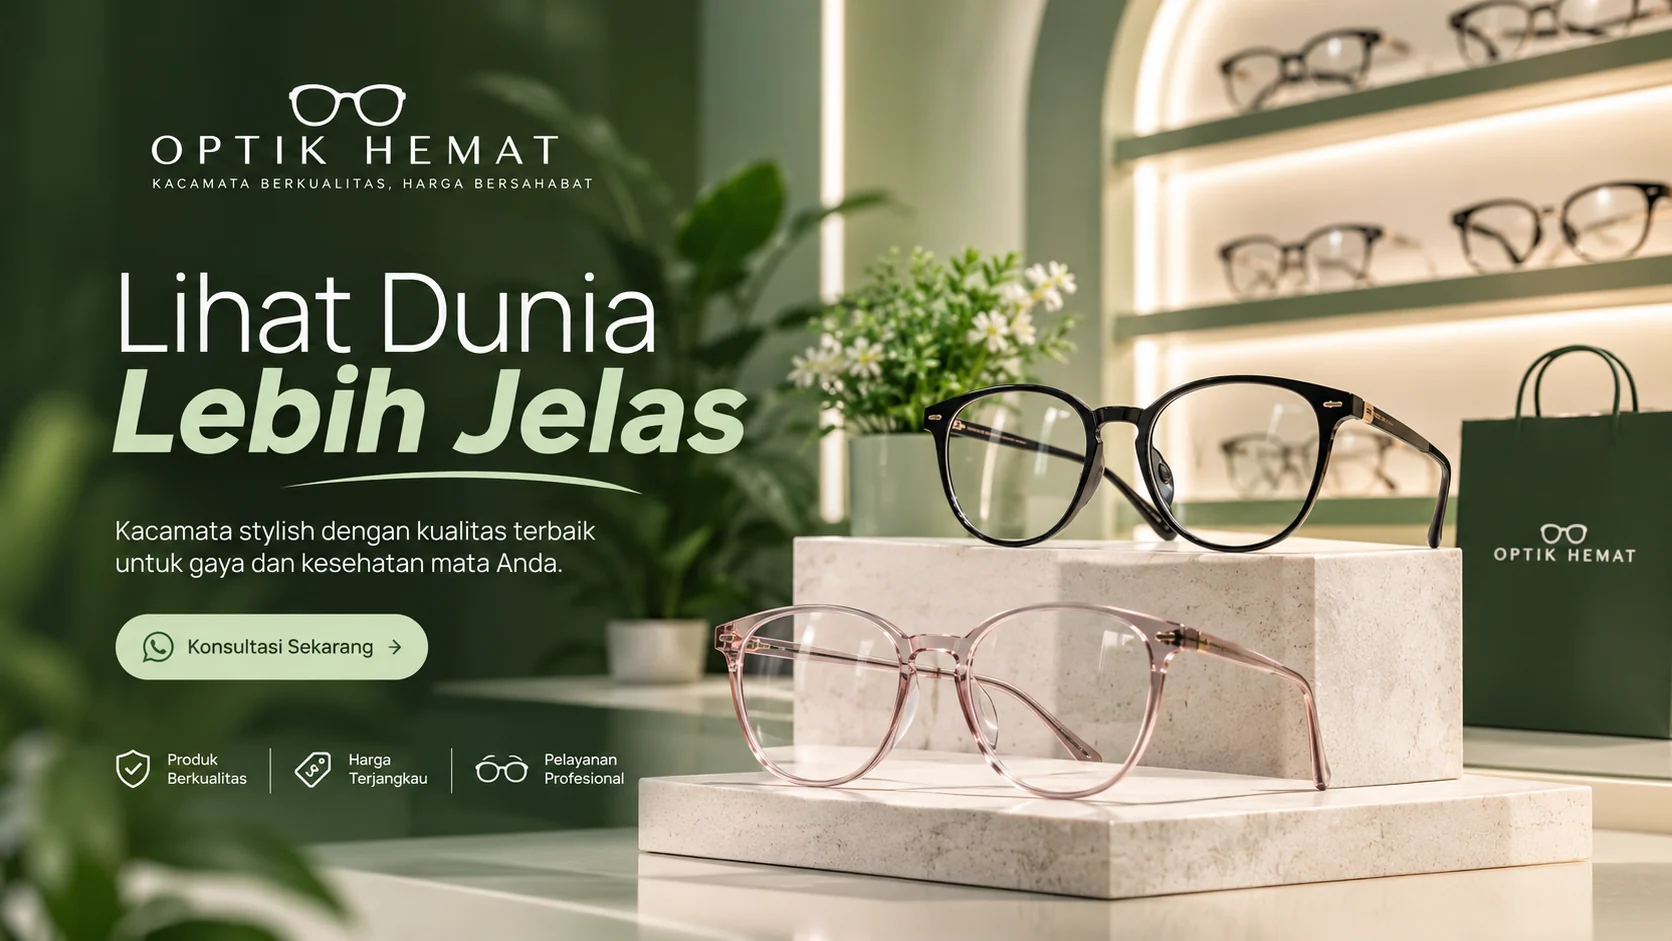 OPTIK HEMAT
KACAMATA BERKUALITAS, HARGA BERSAHABAT
Lihat Dunia
Lebih Jelas
Kacamata stylish dengan kualitas terbaik
untuk gaya dan kesehatan mata Anda.
Konsultasi Sekarang →
Produk
Berkualitas
Harga
Terjangkau
Pelayanan
Profesional
OPTIK HEMAT